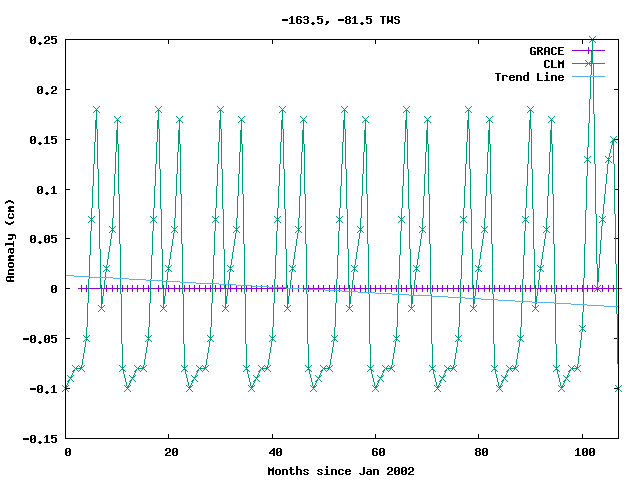 -163.5, -81.5 TWS
0.25
0.2
0.15
0.1
0.05
0
-0.05
-0.1
-0.15
Anomaly (cm)
GRACE
CLM
Trend Line
0 20 40 60 80 100
Months since Jan 2002